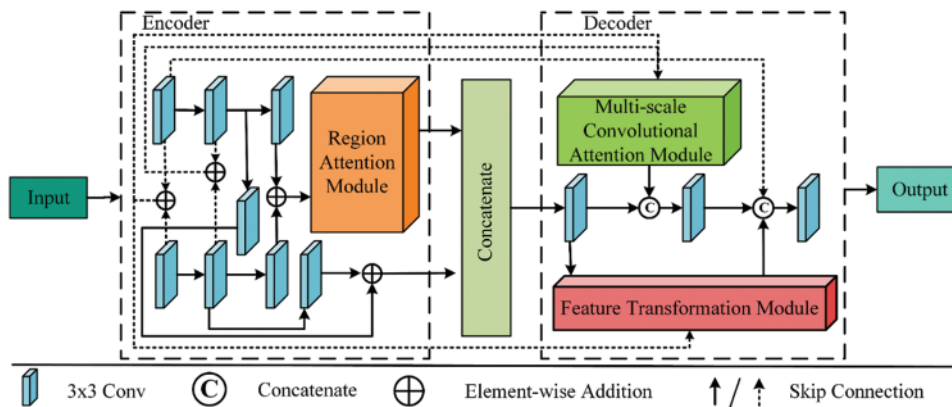 Encoder
Decoder
Input
Region
Attention
Module
Concatenate
Multi-scale
Convolutional
Attention Module
C
C
Feature Transformation Module
Output
3x3 Conv
C
Concatenate
Element-wise Addition
/
Skip Connection